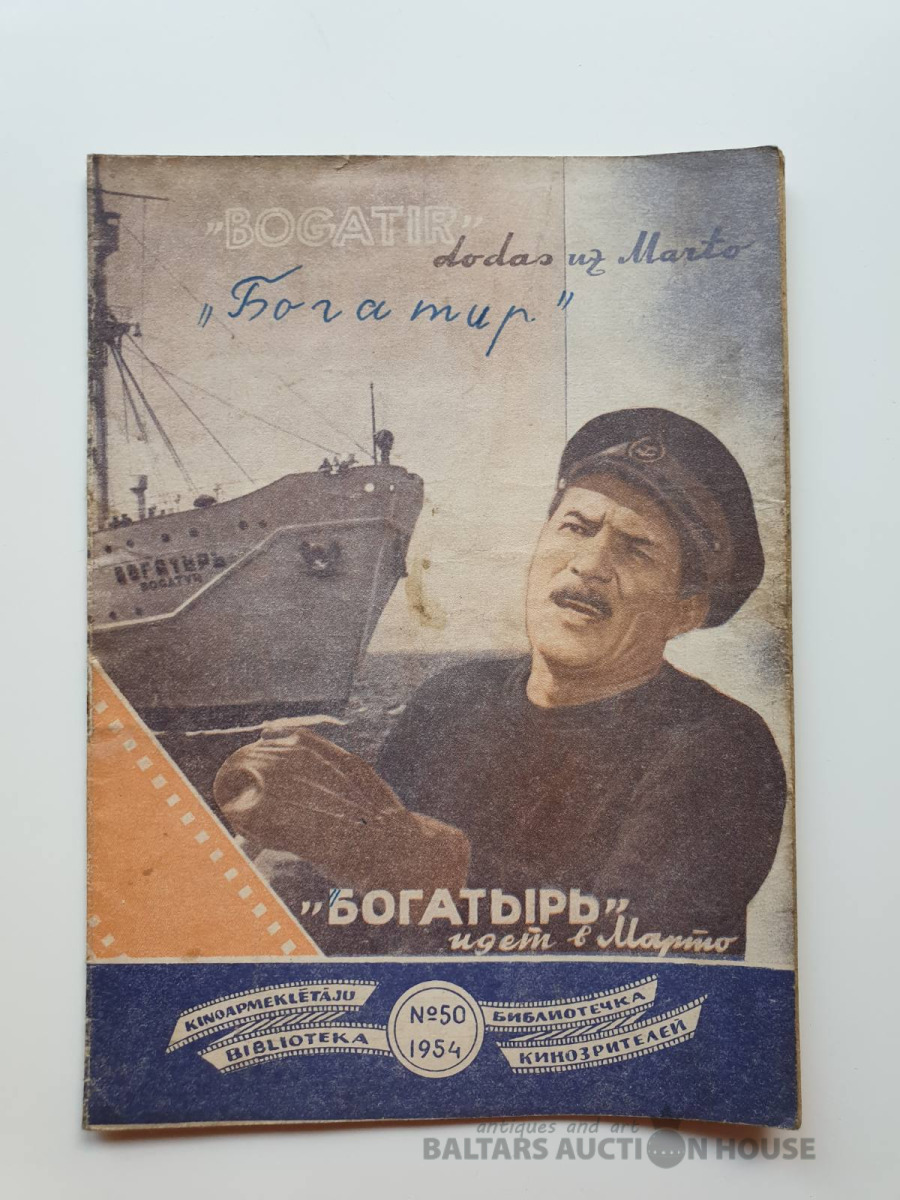 „BOGATIR”
dodas uz Marto
„Богатир"
БОГАТЫРЬ
BOGATYR
„БОГАТЫРЬ”
идет в Марто
KINOAPMEKLĒTĀJU
BIBLIOTEKA
№50
1954
БИБЛИОТЕЧКА
КИНОЗРИТЕЛЕЙ
antiques and art
BALTARS AUCTION HOUSE